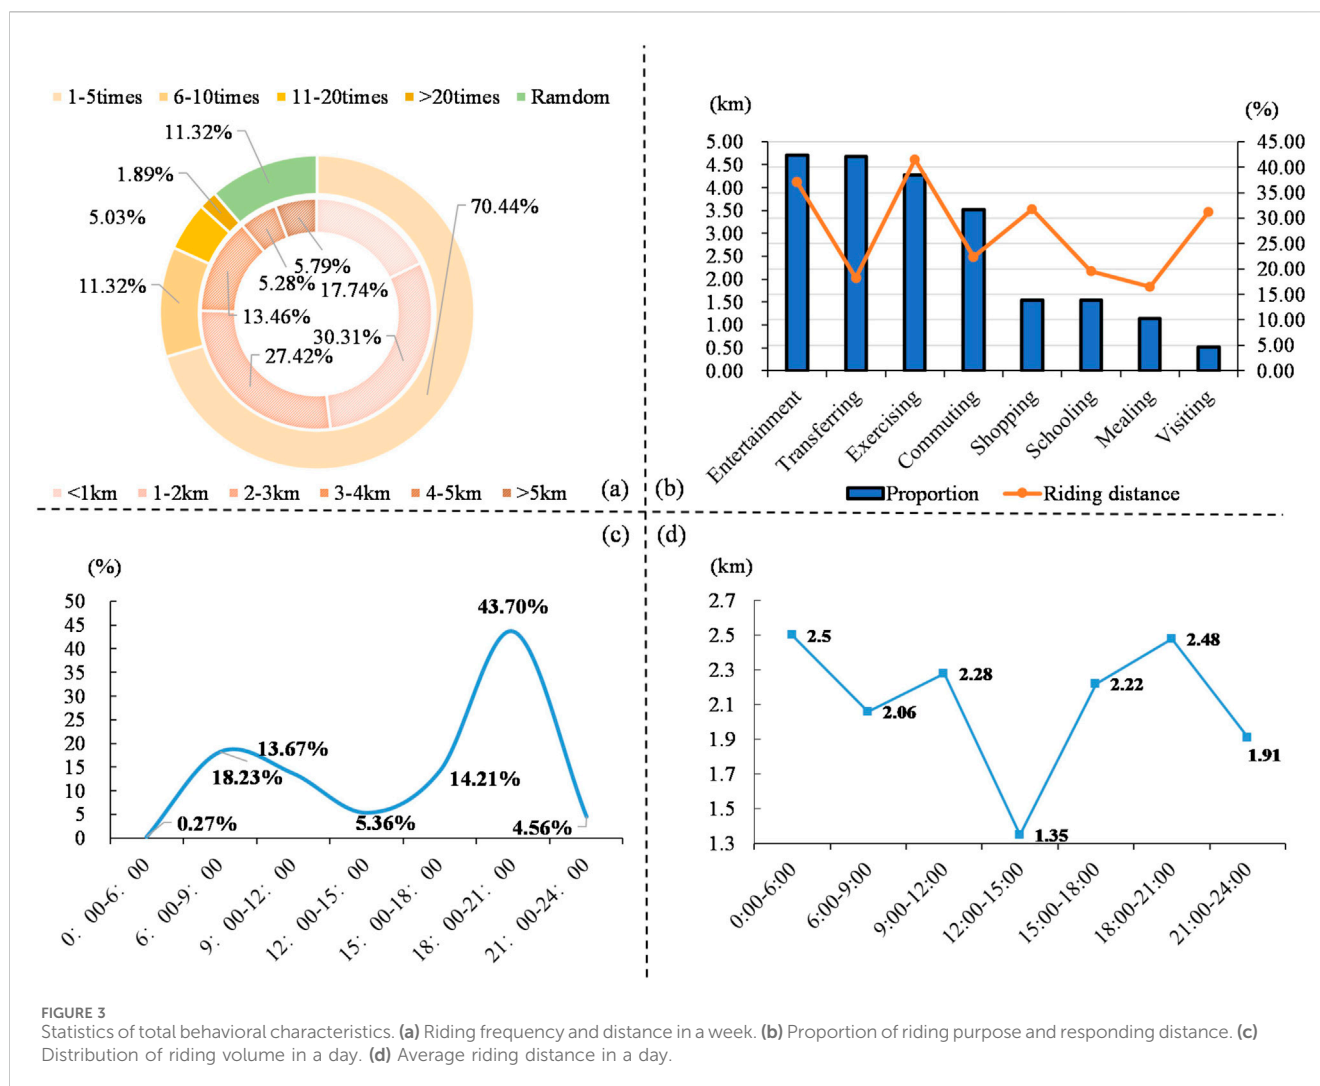 1-5times 6-10times 11-20times >20times Ramdom
11.32%
1.89%
5.03%
70.44%
11.32%
5.79%
5.28%
17.74%
13.46%
30.31%
27.42%
<1km 1-2km 2-3km 3-4km 4-5km >5km
(a)
(km)
(%)
5.00
4.50
4.00
3.50
3.00
2.50
2.00
1.50
1.00
0.50
0.00
45.00
40.00
35.00
30.00
25.00
20.00
15.00
10.00
5.00
0.00
Entertainment
Transferring
Exercising
Commuting
Shopping
Schooling
Mealing
Visiting
(b)
Proportion Riding distance
(c)
(%)
50
45
40
35
30
25
20
15
10
5
0
43.70%
13.67%
18.23%
14.21%
0.27%
5.36%
4.56%
0: 00-6: 00
6: 00-9: 00
9: 00-12: 00
12: 00-15: 00
15: 00-18: 00
18: 00-21: 00
21: 00-24: 00
(d)
(km)
2.7
2.5
2.3
2.1
1.9
1.7
1.5
1.3
2.5
2.06
2.28
1.35
2.22
2.48
1.91
0:00-6:00
6:00-9:00
9:00-12:00
12:00-15:00
15:00-18:00
18:00-21:00
21:00-24:00
FIGURE 3
Statistics of total behavioral characteristics. (a) Riding frequency and distance in a week. (b) Proportion of riding purpose and responding distance. (c)
Distribution of riding volume in a day. (d) Average riding distance in a day.